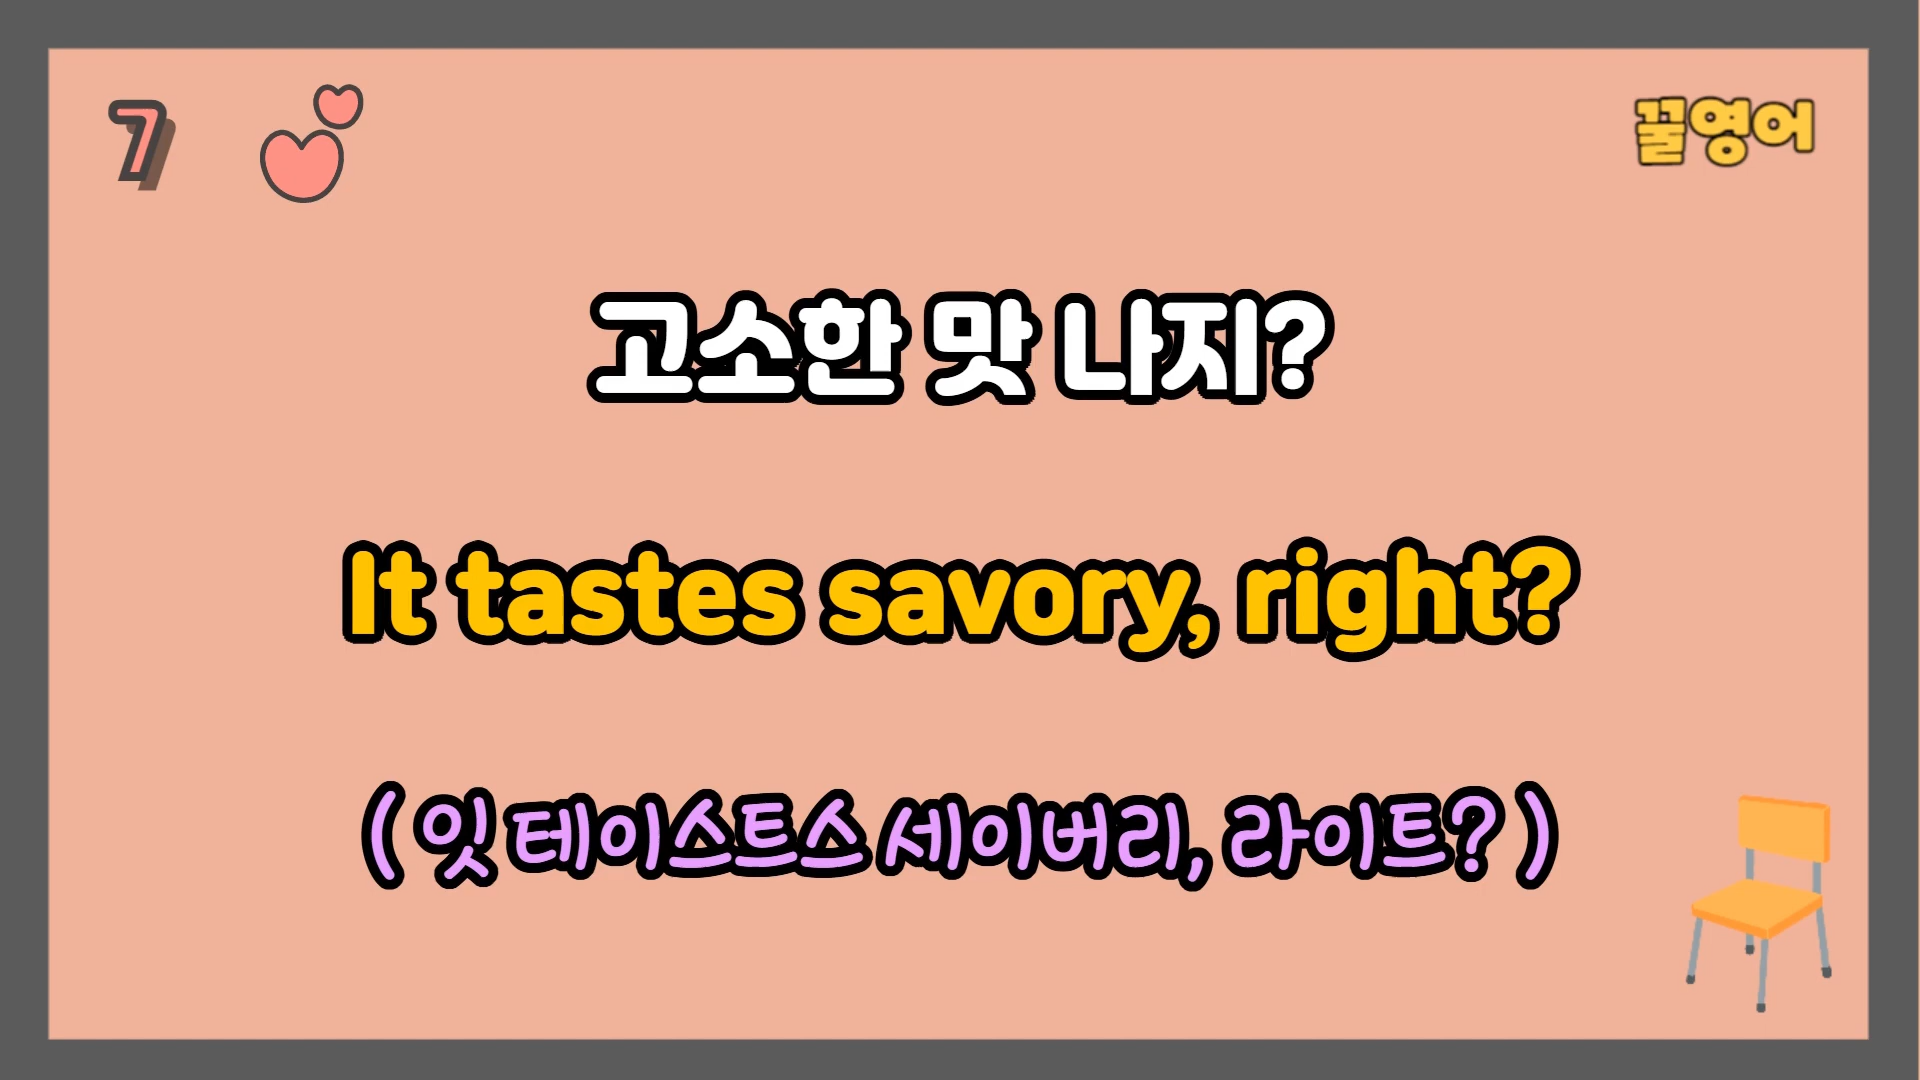 7
꿀영어
고소한 맛 나지?
It tastes savory, right?
( 잇 테이스트스 세이버리, 라이트? )